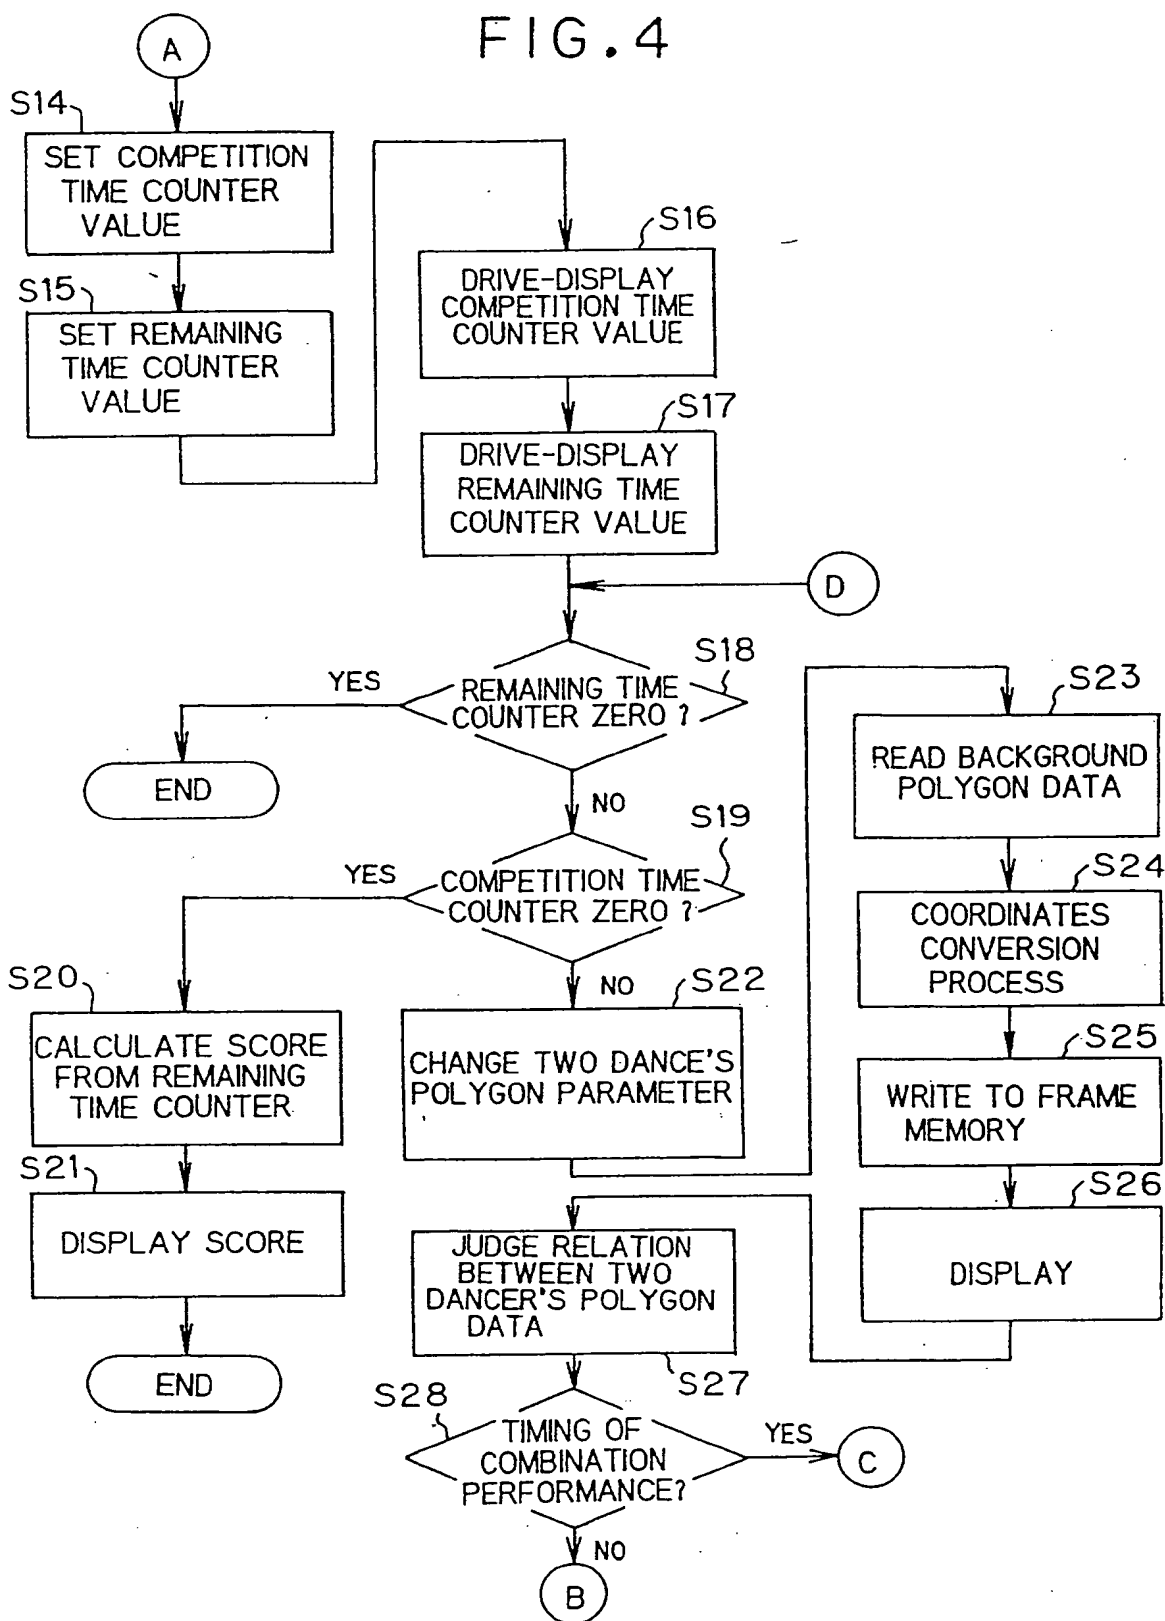 FIG.4
A
S14
SET COMPETITION
TIME COUNTER
VALUE
S15
SET REMAINING
TIME COUNTER
VALUE
S16
DRIVE-DISPLAY
COMPETITION TIME
COUNTER VALUE
S17
DRIVE-DISPLAY
REMAINING TIME
COUNTER VALUE
D
S18
REMAINING TIME
COUNTER ZERO ?
YES
END
NO
S19
COMPETITION TIME
COUNTER ZERO ?
YES
S20
CALCULATE SCORE
FROM REMAINING
TIME COUNTER
S21
DISPLAY SCORE
END
NO
S22
CHANGE TWO DANCE'S
POLYGON PARAMETER
S23
READ BACKGROUND
POLYGON DATA
S24
COORDINATES
CONVERSION
PROCESS
S25
WRITE TO FRAME
MEMORY
S26
DISPLAY
JUDGE RELATION
BETWEEN TWO
DANCER'S POLYGON
DATA
S27
S28
TIMING OF
COMBINATION
PERFORMANCE?
YES
C
NO
B